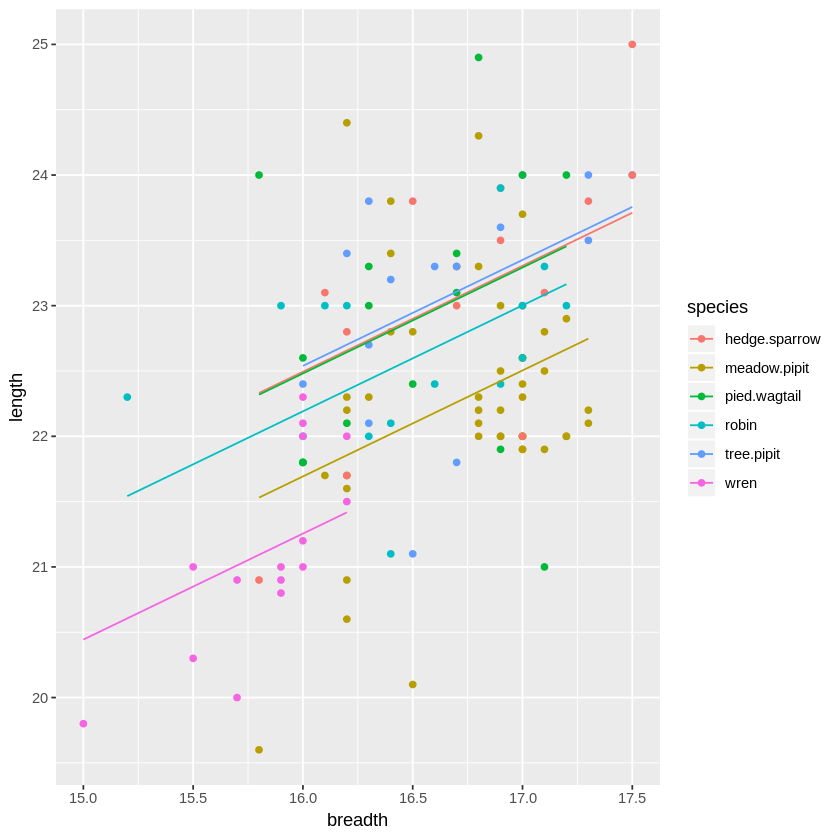 25
24
23
22
21
20
length
15.0 15.5 16.0 16.5 17.0 17.5
breadth
species
hedge.sparrow
meadow.pipit
pied.wagtail
robin
tree.pipit
wren